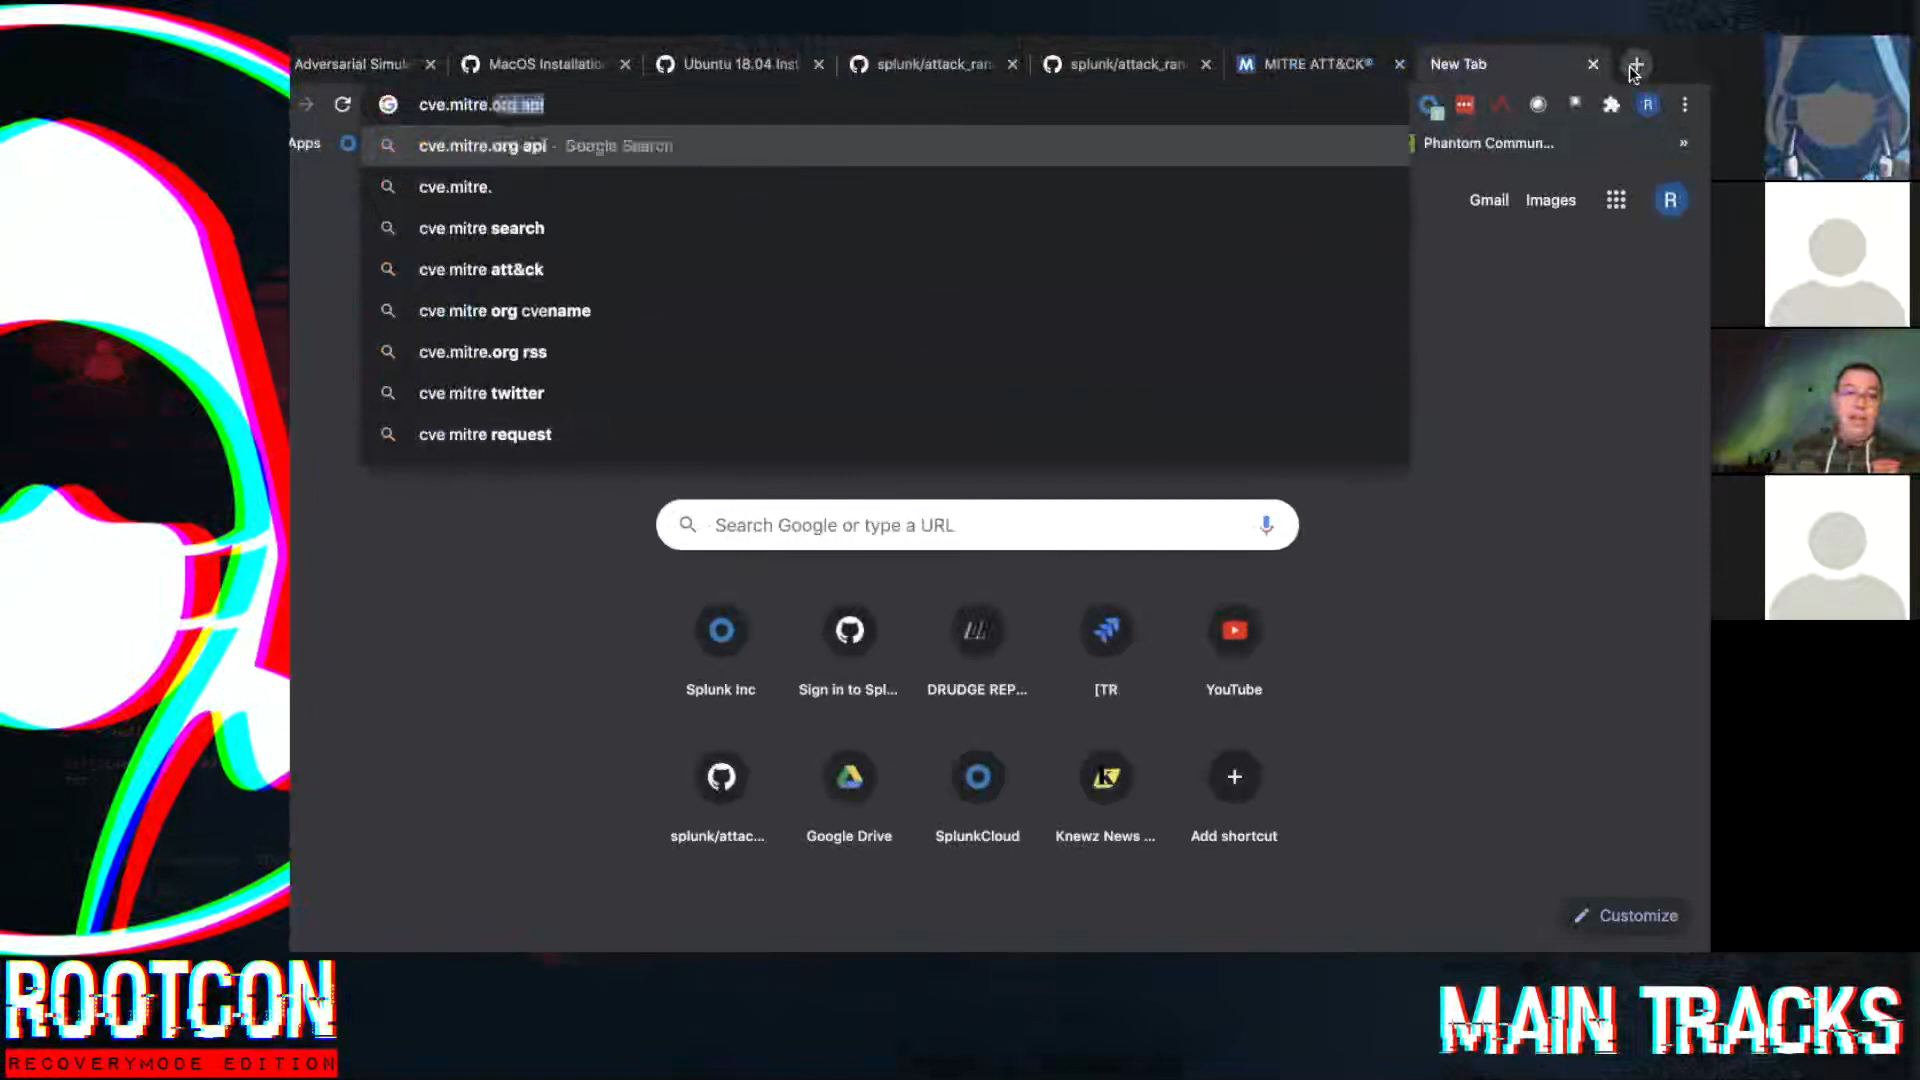 Adversarial Simul
MacOS Installatio
Ubuntu 18.04 Inst
splunk/attack_ran
splunk/attack_ran
MITRE ATT&CK®
New Tab
cve.mitre.org api
cve.mitre.org api - Google Search
Apps
Phantom Commun...
»
cve.mitre.
Gmail
Images
R
cve mitre search
cve mitre att&ck
cve mitre org cvename
cve.mitre.org rss
cve mitre twitter
cve mitre request
Search Google or type a URL
Splunk Inc
Sign in to Spl...
DRUDGE REP...
[TR
YouTube
splunk/attac...
Google Drive
SplunkCloud
Knewz News ...
Add shortcut
Customize
ROOTCON
RECOVERYMODE EDITION
MAIN TRACKS